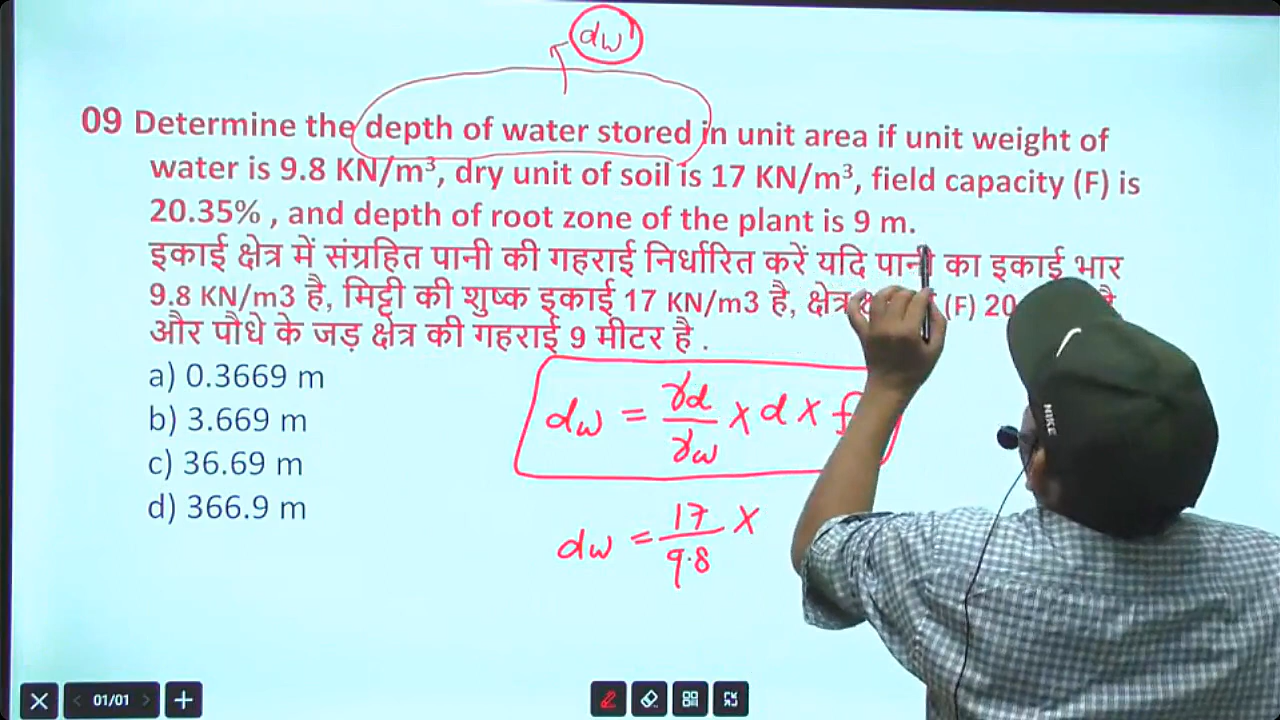 dw'
09 Determine the depth of water stored in unit area if unit weight of
water is 9.8 KN/m³, dry unit of soil is 17 KN/m³, field capacity (F) is
20.35% , and depth of root zone of the plant is 9 m.
इकाई क्षेत्र में संग्रहित पानी की गहराई निर्धारित करें यदि पानी का इकाई भार
9.8 KN/m3 है, मिट्टी की शुष्क इकाई 17 KN/m3 है, क्षेत्र (F) 20
और पौधे के जड़ क्षेत्र की गहराई 9 मीटर है .
a) 0.3669 m
b) 3.669 m
c) 36.69 m
d) 366.9 m
dw = γd/γw × d × f
dw = 17/9.8 ×
NIKE
01/01